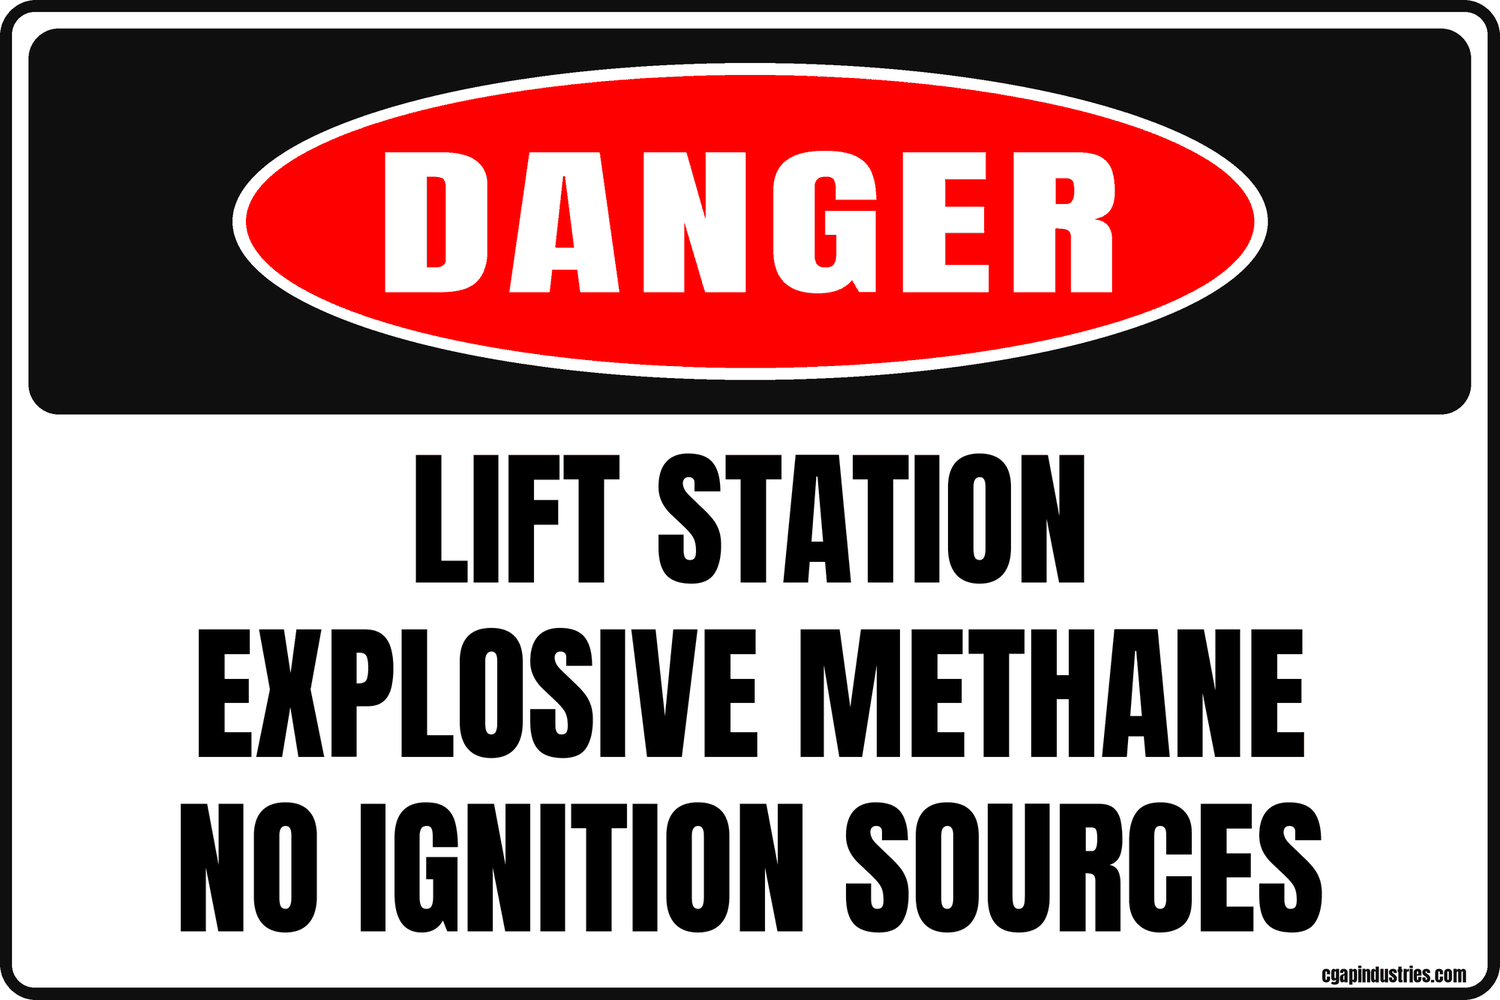 DANGER
LIFT STATION
EXPLOSIVE METHANE
NO IGNITION SOURCES
cgapindustries.com